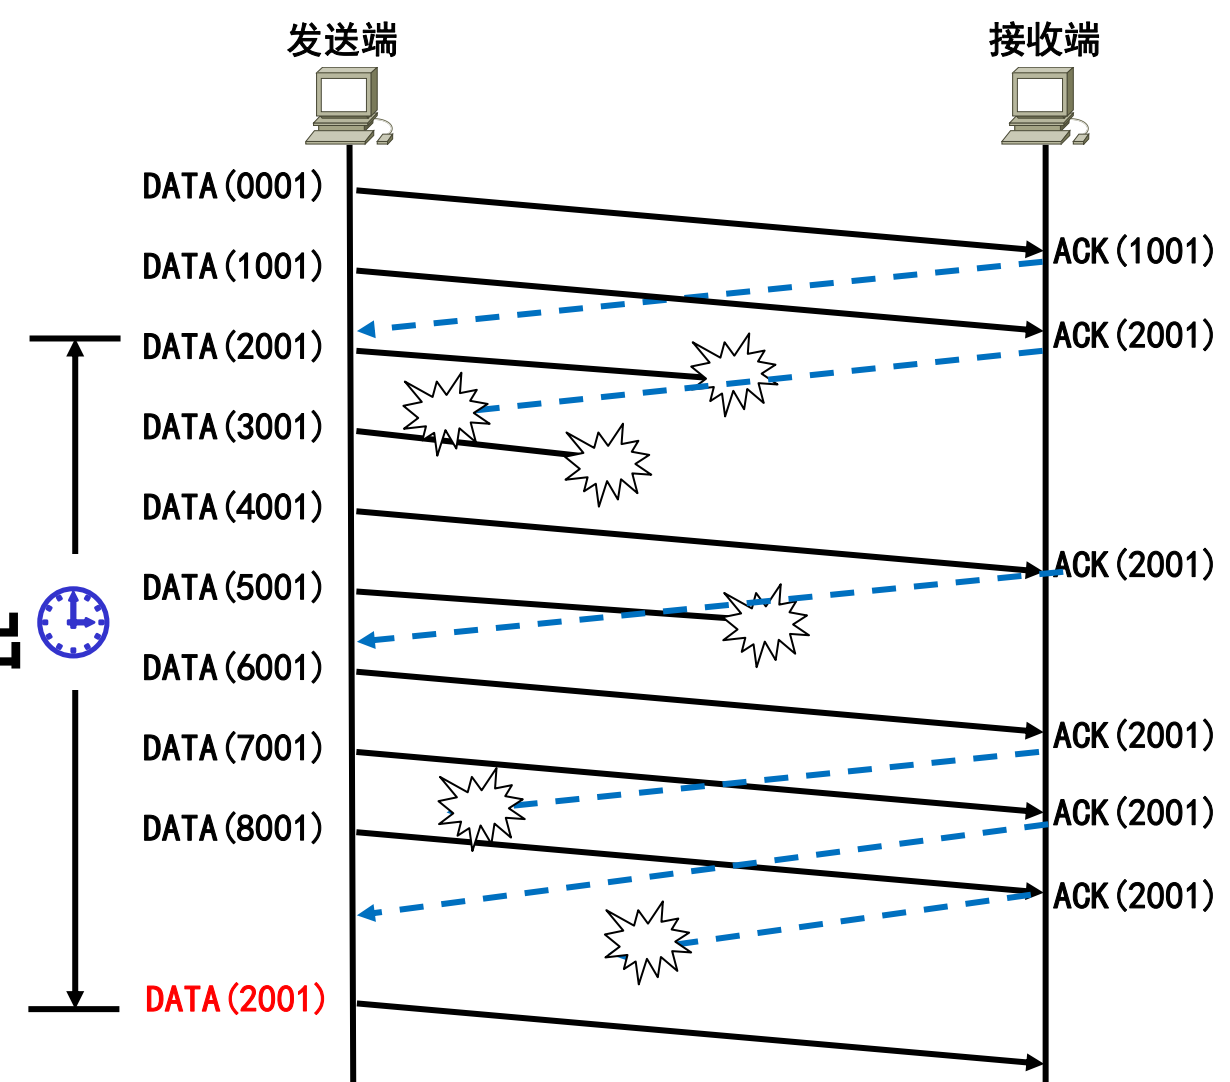 发送端
接收端
DATA(0001)
ACK(1001)
DATA(1001)
ACK(2001)
DATA(2001)
DATA(3001)
DATA(4001)
ACK(2001)
DATA(5001)
DATA(6001)
ACK(2001)
DATA(7001)
ACK(2001)
DATA(8001)
ACK(2001)
DATA(2001)